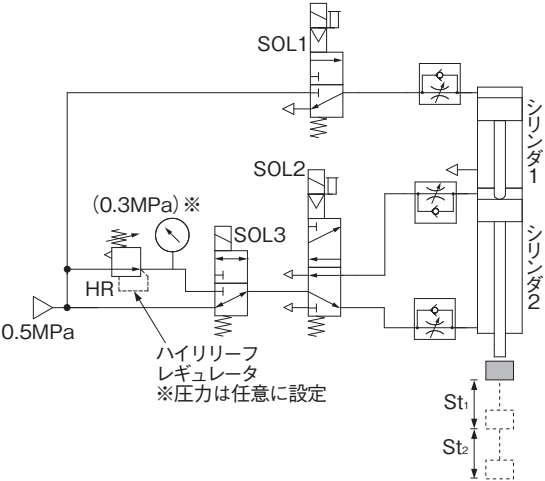 SOL1
シリンダ1
SOL2
(0.3MPa)※
SOL3
シリンダ2
HR
0.5MPa
ハイリリーフ
レギュレータ
※圧力は任意に設定
St1
St2